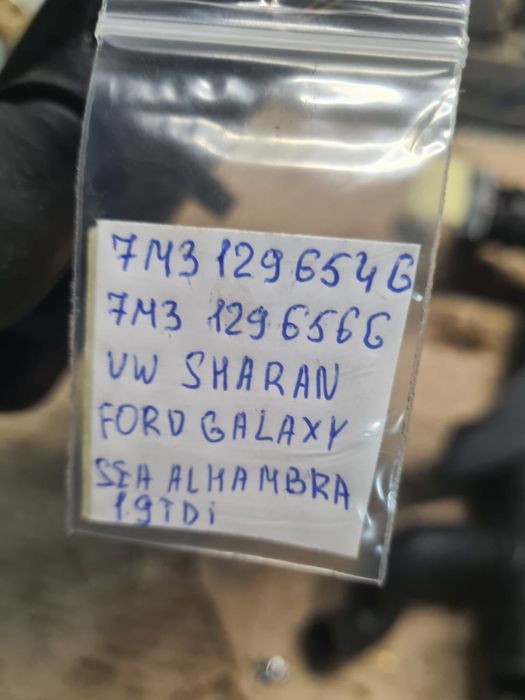 7M3 129 654 G
7M3 129 656 G
VW SHARAN
FORD GALAXY
SEA ALHAMBRA
1.9TDi